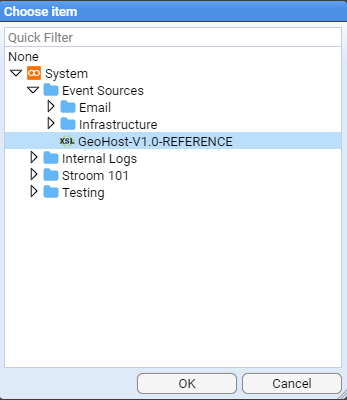 Choose item
Quick Filter
None
System
Event Sources
Email
Infrastructure
XSL GeoHost-V1.0-REFERENCE
Internal Logs
Stroom 101
Testing
OK Cancel